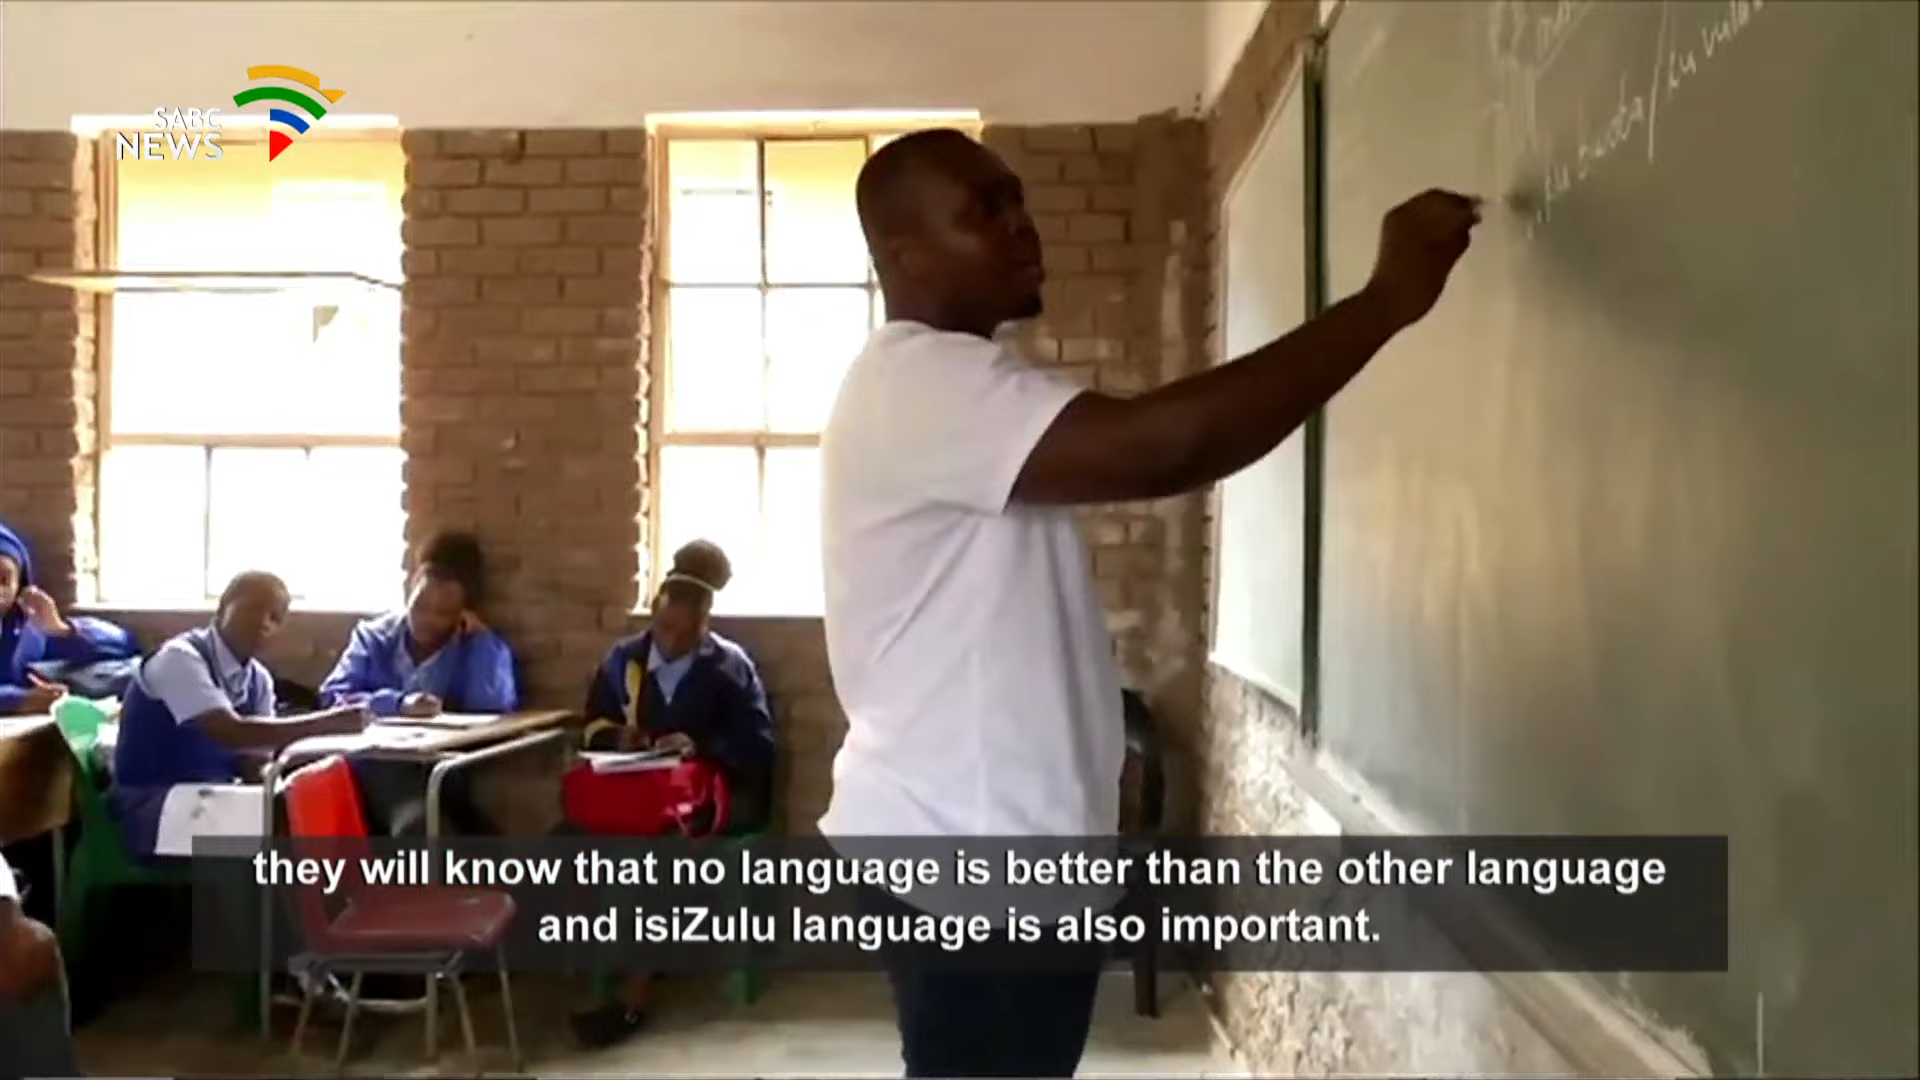 SABC
NEWS
they will know that no language is better than the other language
and isiZulu language is also important.